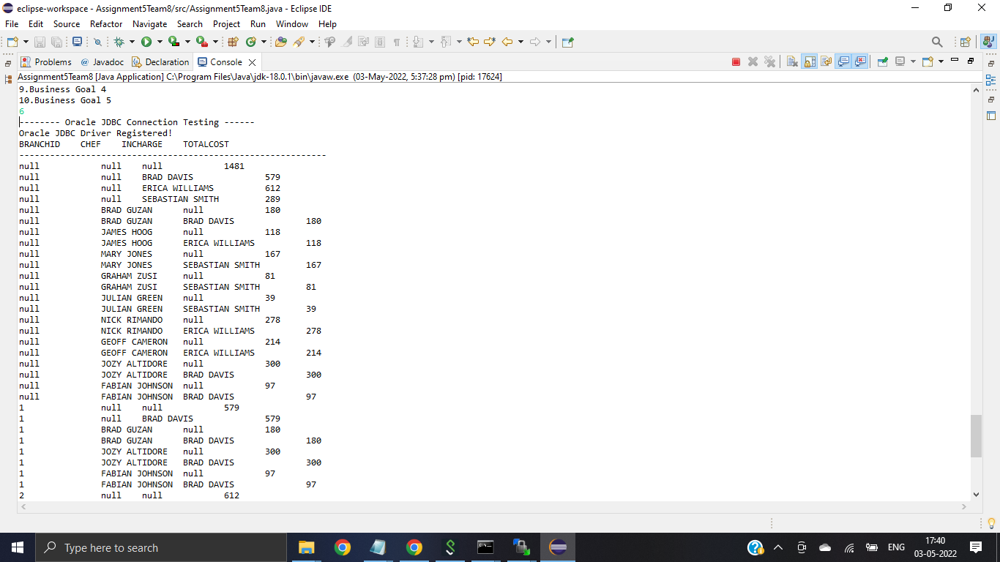 eclipse-workspace - Assignment5Team8/src/Assignment5Team8.java - Eclipse IDE
File Edit Source Refactor Navigate Search Project Run Window Help
Problems @ Javadoc Declaration Console
Assignment5Team8 [Java Application] C:\Program Files\Java\jdk-18.0.1\bin\javaw.exe (03-May-2022, 5:37:28 pm) [pid: 17624]
9.Business Goal 4
10.Business Goal 5
6
-------- Oracle JDBC Connection Testing ------
Oracle JDBC Driver Registered!
BRANCHID CHEF INCHARGE TOTALCOST
------------------------------------------------------------
null null null 1481
null null BRAD DAVIS 579
null null ERICA WILLIAMS 612
null null SEBASTIAN SMITH 289
null BRAD GUZAN null 180
null BRAD GUZAN BRAD DAVIS 180
null JAMES HOOG null 118
null JAMES HOOG ERICA WILLIAMS 118
null MARY JONES null 167
null MARY JONES SEBASTIAN SMITH 167
null GRAHAM ZUSI null 81
null GRAHAM ZUSI SEBASTIAN SMITH 81
null JULIAN GREEN null 39
null JULIAN GREEN SEBASTIAN SMITH 39
null NICK RIMANDO null 278
null NICK RIMANDO ERICA WILLIAMS 278
null GEOFF CAMERON null 214
null GEOFF CAMERON ERICA WILLIAMS 214
null JOZY ALTIDORE null 300
null JOZY ALTIDORE BRAD DAVIS 300
null FABIAN JOHNSON null 97
null FABIAN JOHNSON BRAD DAVIS 97
1 null null 579
1 null BRAD DAVIS 579
1 BRAD GUZAN null 180
1 BRAD GUZAN BRAD DAVIS 180
1 JOZY ALTIDORE null 300
1 JOZY ALTIDORE BRAD DAVIS 300
1 FABIAN JOHNSON null 97
1 FABIAN JOHNSON BRAD DAVIS 97
2 null null 612
Type here to search
ENG
17:40
03-05-2022